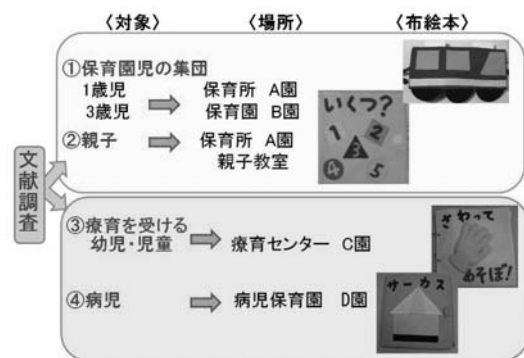 〈対象〉 〈場所〉 〈布絵本〉
①保育園児の集団
1歳児 保育所 A園
3歳児 保育園 B園
②親子 保育所 A園
親子教室
いくつ?
1 2
3
4 5
文献調査
③療育を受ける
幼児・児童 療育センター C園
④病児 病児保育園 D園
さわって
あそぼ!
サーカス